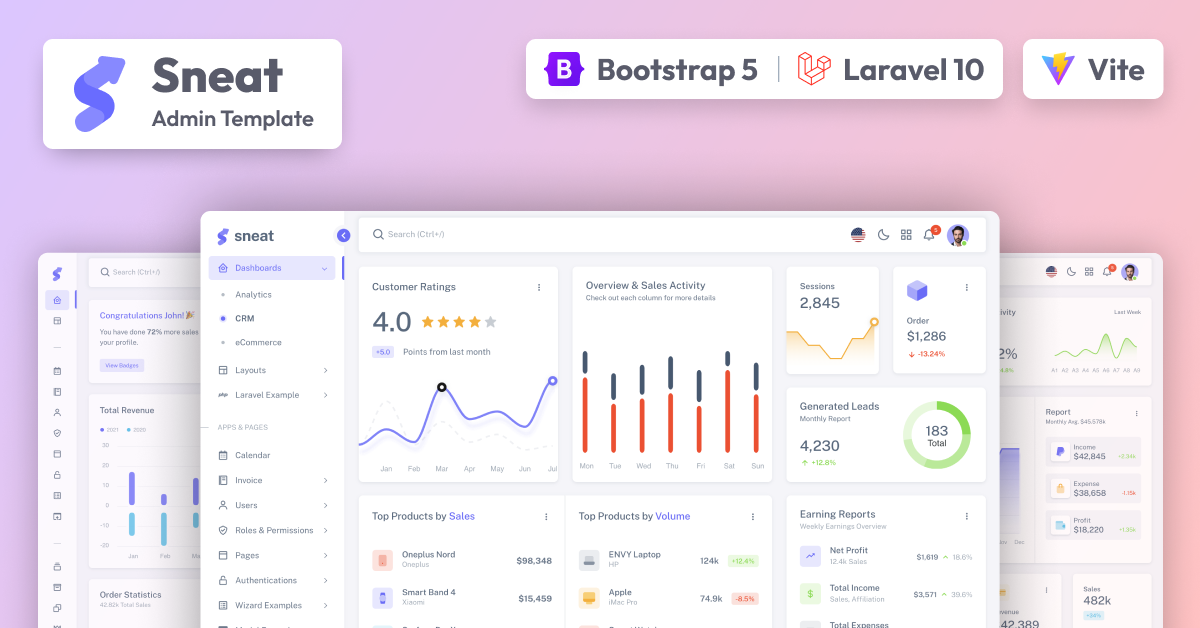 Sneat
Admin Template
B Bootstrap 5
Laravel 10
Vite
Search (Ctrl+/)
Congratulations John!🎉
You have done 72% more sales
your profile.
View Badges
Total Revenue
2021
2020
30
20
10
0
-10
-20
Jan
Feb
Order Statistics
42.82k Total Sales
sneat
Dashboards
Analytics
CRM
eCommerce
Layouts
Laravel Example
APPS & PAGES
Calendar
Invoice
Users
Roles & Permissions
Pages
Authentications
Wizard Examples
Search (Ctrl+/)
5
Customer Ratings
4.0
+5.0 Points from last month
Jan Feb Mar Apr May Jun Jul
Overview & Sales Activity
Check out each column for more details
Mon Tue Wed Thu Fri Sat Sun
Sessions
2,845
Order
$1,286
-13.24%
Generated Leads
Monthly Report
4,230
+12.8%
183
Total
Top Products by Sales
Oneplus Nord
Oneplus
$98,348
Smart Band 4
Xiaomi
$15,459
Top Products by Volume
ENVY Laptop
HP
124k
+12.4%
Apple
iMac Pro
74.9k
-8.5%
Earning Reports
Weekly Earnings Overview
Net Profit
12.4k Sales
$1,619
18.6%
Total Income
Sales, Affiliation
$3,571
39.6%
Total Expenses
Last Week
A1 A2 A3 A4 A5 A6 A7 A8 A9
Report
Monthly Avg. $45.578k
Income
$42,845
+2.34k
Expense
$38,658
-1.15k
Profit
$18,220
+1.35k
Dec
Sales
482k
+34%
42,389